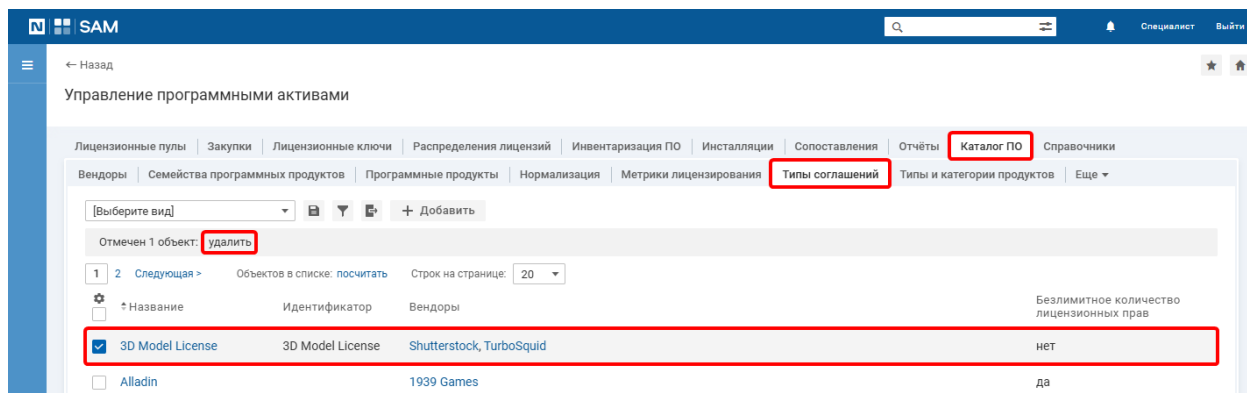 N SAM Специалист Выйти
← Назад
Управление программными активами
Лицензионные пулы Закупки Лицензионные ключи Распределения лицензий Инвентаризация ПО Инсталляции Сопоставления Отчёты Каталог ПО Справочники
Вендоры Семейства программных продуктов Программные продукты Нормализация Метрики лицензирования Типы соглашений Типы и категории продуктов Еще
[Выберите вид] + Добавить
Отмечен 1 объект: удалить
1 2 Следующая > Объектов в списке: посчитать Строк на странице: 20
Название Идентификатор Вендоры Безлимитное количество
лицензионных прав
3D Model License 3D Model License Shutterstock, TurboSquid нет
Alladin 1939 Games да